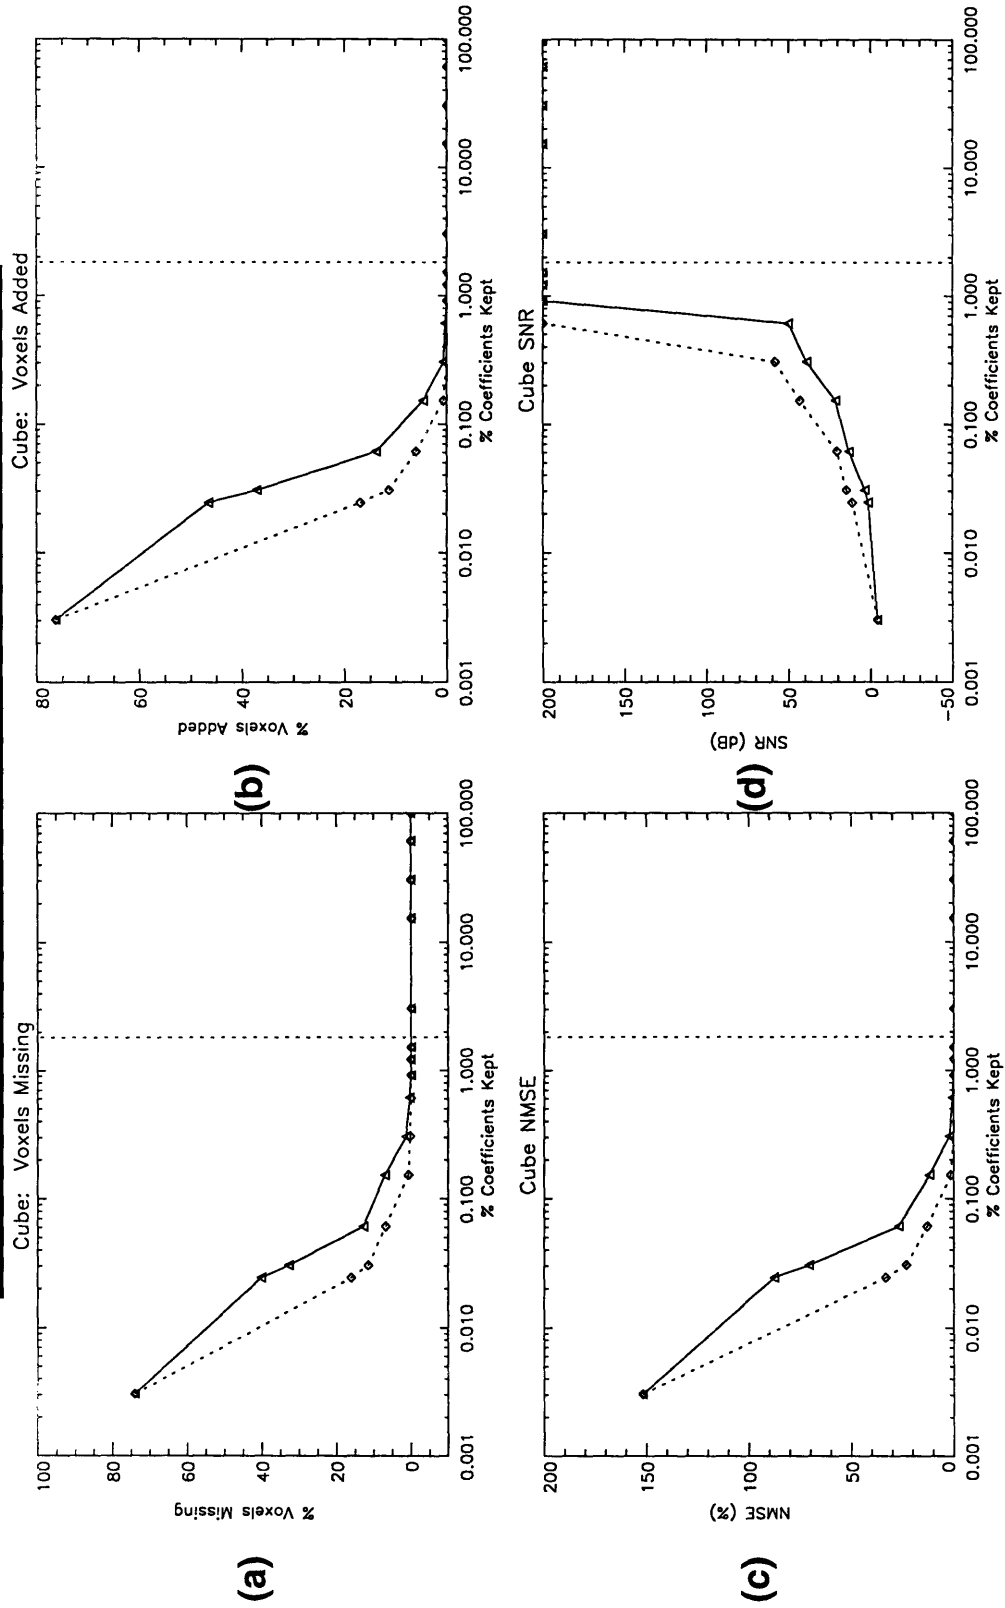 Cube: Voxels Missing
(a)
% Voxels Missing
100
80
60
40
20
0
0.001 0.010 0.100 1.000 10.000 100.000
% Coefficients Kept
Cube: Voxels Added
(b)
% Voxels Added
80
60
40
20
0
0.001 0.010 0.100 1.000 10.000 100.000
% Coefficients Kept
Cube NMSE
(c)
NMSE (%)
200
150
100
50
0
0.001 0.010 0.100 1.000 10.000 100.000
% Coefficients Kept
Cube SNR
(d)
SNR (dB)
200
150
100
50
0
-50
0.001 0.010 0.100 1.000 10.000 100.000
% Coefficients Kept